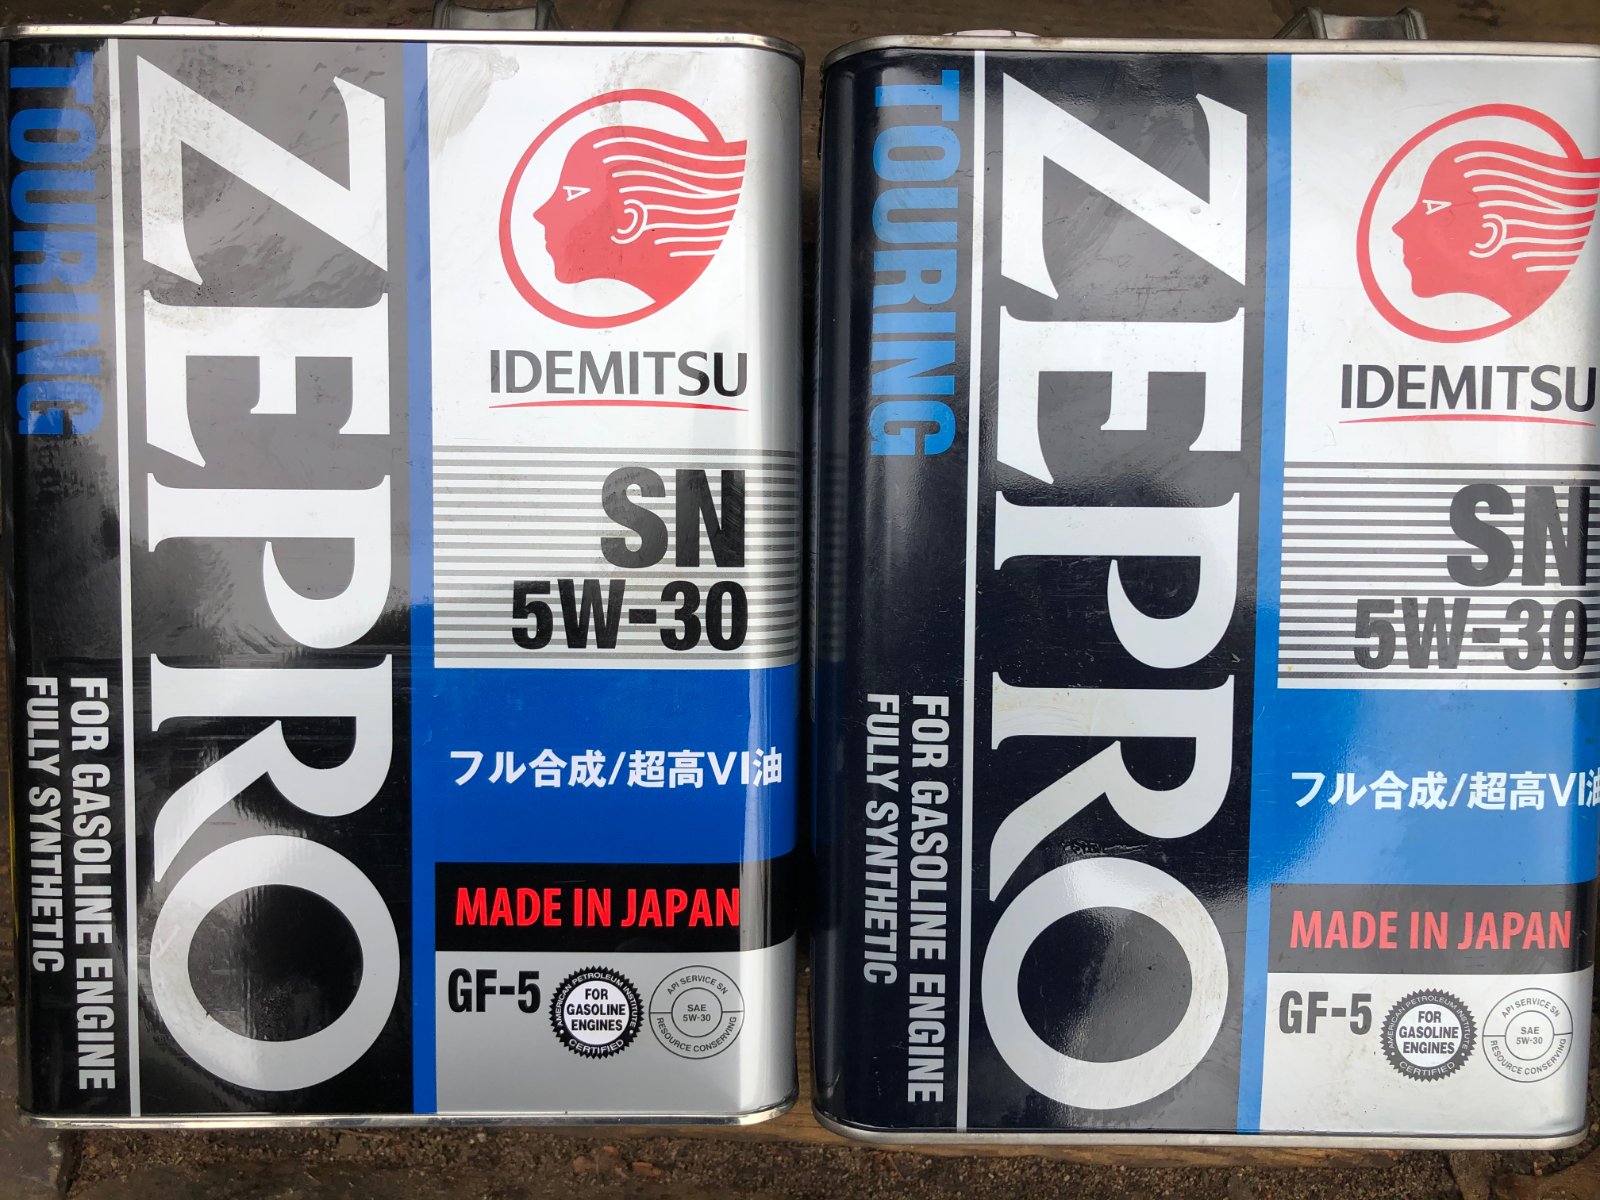 TOURING
ZEPRO
FOR GASOLINE ENGINE
FULLY SYNTHETIC
IDEMITSU
SN
5W-30
フル合成/超高VI油
MADE IN JAPAN
GF-5
AMERICAN PETROLEUM INSTITUTE
FOR
GASOLINE
ENGINES
CERTIFIED
API SERVICE SN
SAE
5W-30
RESOURCE CONSERVING
TOURING
ZEPRO
FOR GASOLINE ENGINE
FULLY SYNTHETIC
IDEMITSU
SN
5W-30
フル合成/超高VI油
MADE IN JAPAN
GF-5
AMERICAN PETROLEUM INSTITUTE
FOR
GASOLINE
ENGINES
CERTIFIED
API SERVICE SN
SAE
5W-30
RESOURCE CONSERVING